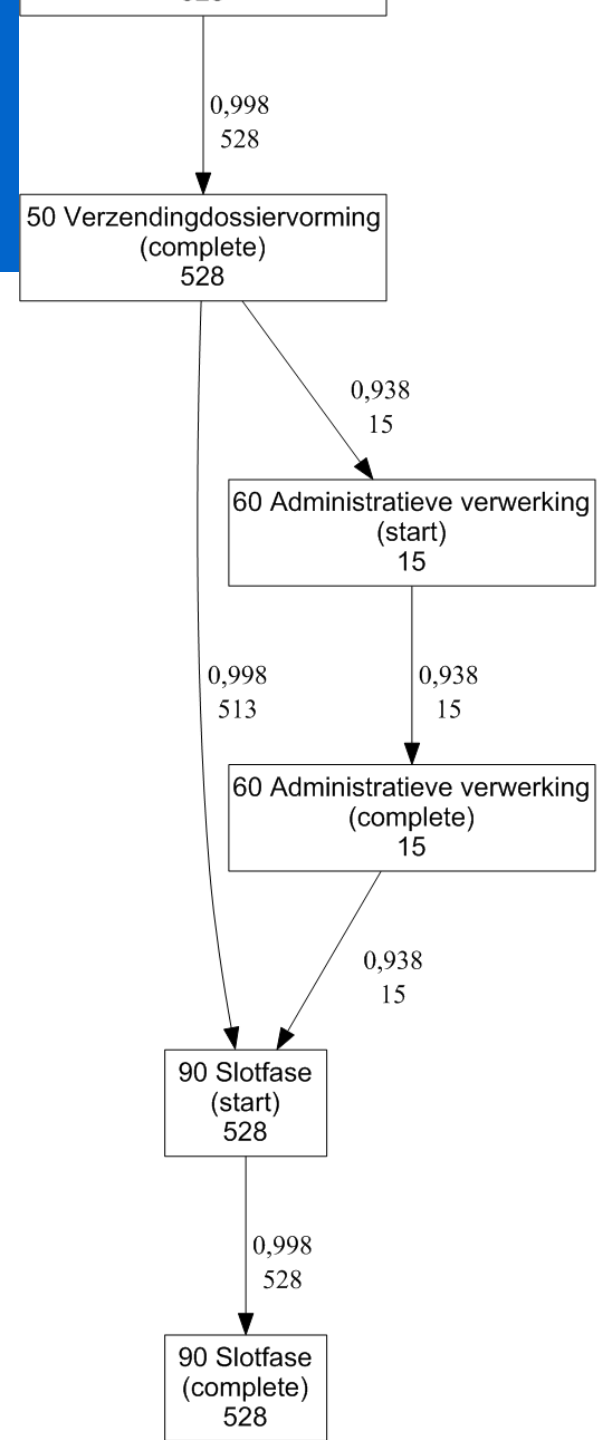 0,998
528
50 Verzendingdossiervorming
(complete)
528
0,938
15
60 Administratieve verwerking
(start)
15
0,998
513
0,938
15
60 Administratieve verwerking
(complete)
15
0,938
15
90 Slotfase
(start)
528
0,998
528
90 Slotfase
(complete)
528